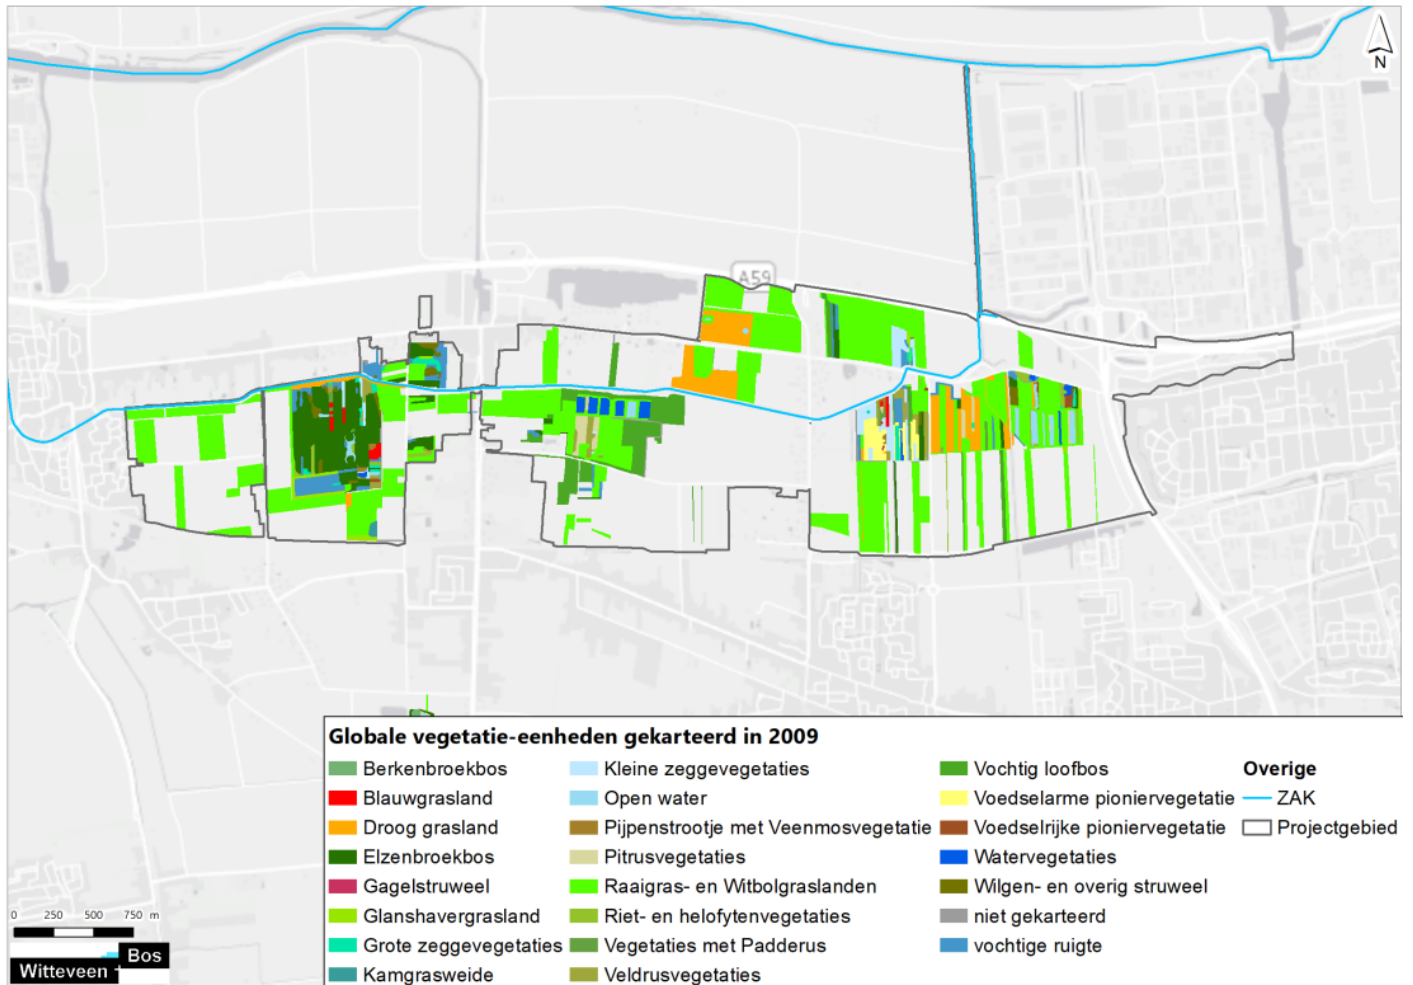 N
A59
Globale vegetatie-eenheden gekarteerd in 2009
Berkenbroekbos
Blauwgrasland
Droog grasland
Elzenbroekbos
Gagelstruweel
Glanshavergrasland
Grote zeggevegetaties
Kamgrasweide
Kleine zeggevegetaties
Open water
Pijpenstrootje met Veenmosvegetatie
Pitrusvegetaties
Raaigras- en Witbolgraslanden
Riet- en helofytenvegetaties
Vegetaties met Padderus
Veldrusvegetaties
Vochtig loofbos
Voedselarme pioniervegetatie
Voedselrijke pioniervegetatie
Watervegetaties
Wilgen- en overig struweel
niet gekarteerd
vochtige ruigte
Overige
ZAK
Projectgebied
0 250 500 750 m
Witteveen + Bos